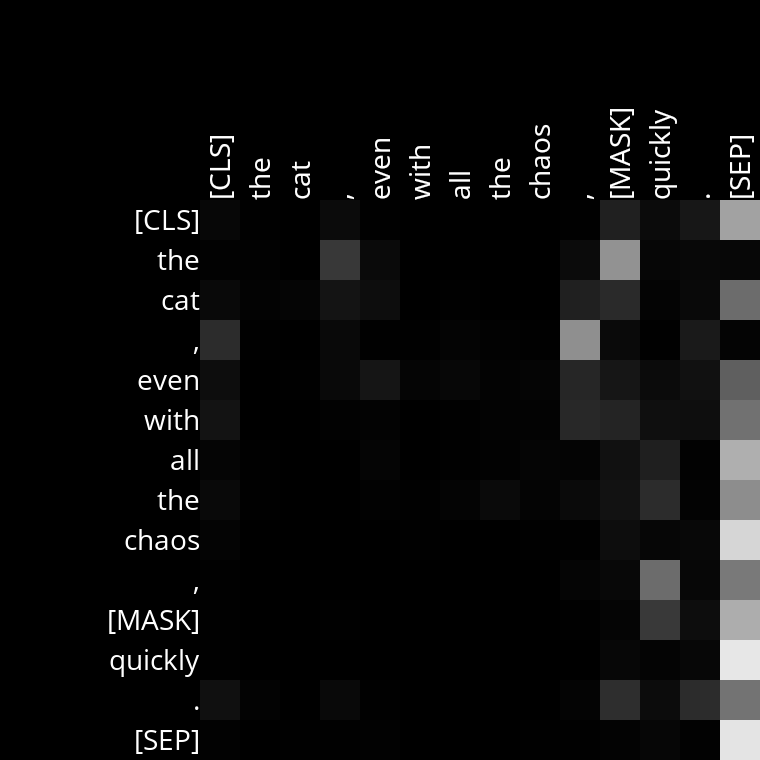 [CLS] the cat , even with all the chaos , [MASK] quickly . [SEP]
[CLS]
the
cat
,
even
with
all
the
chaos
,
[MASK]
quickly
.
[SEP]